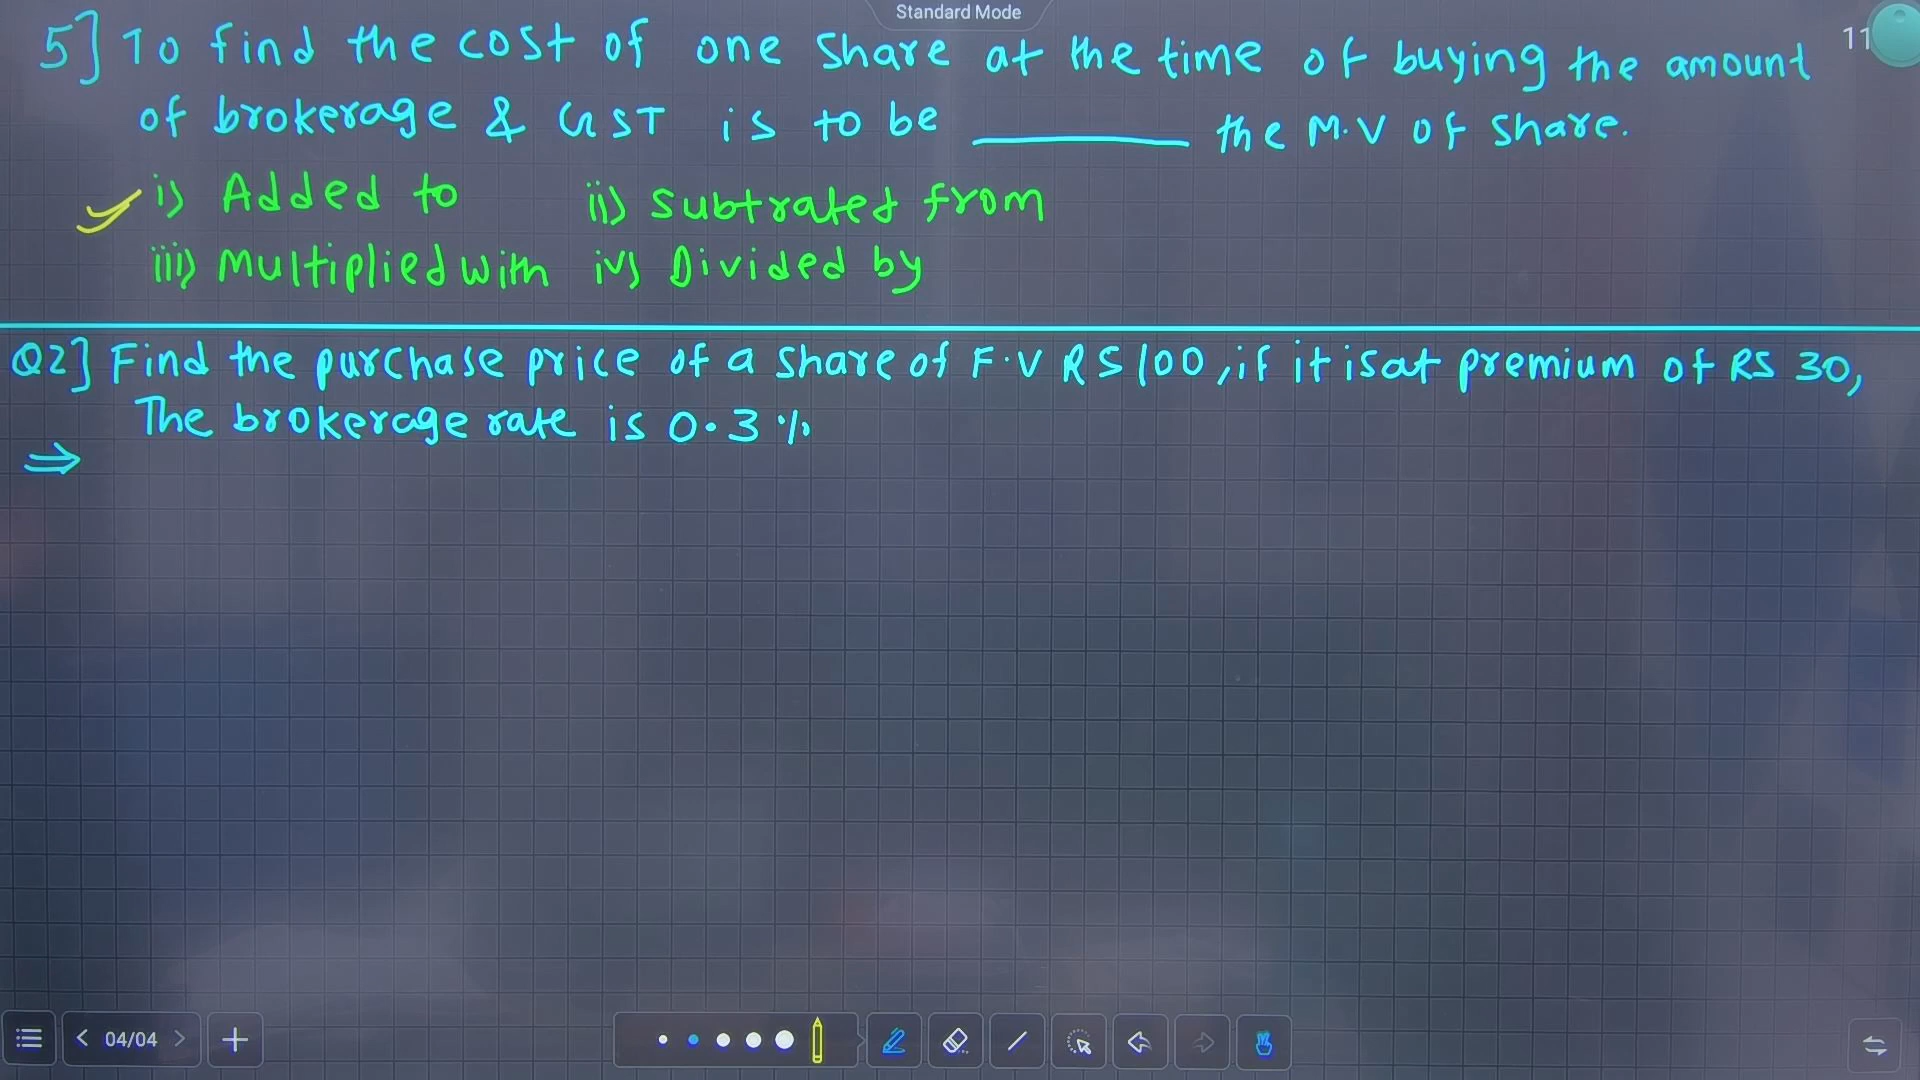 Standard Mode
11
5] To find the cost of one share at the time of buying the amount
of brokerage & GST is to be ________ the M.V of share.
i) Added to ii) subtrated from
iii) Multiplied with iv) Divided by
Q2] Find the purchase price of a share of F.V RS 100, if it is at premium of RS 30,
The brokerage rate is 0.3 %
⇒
04/04